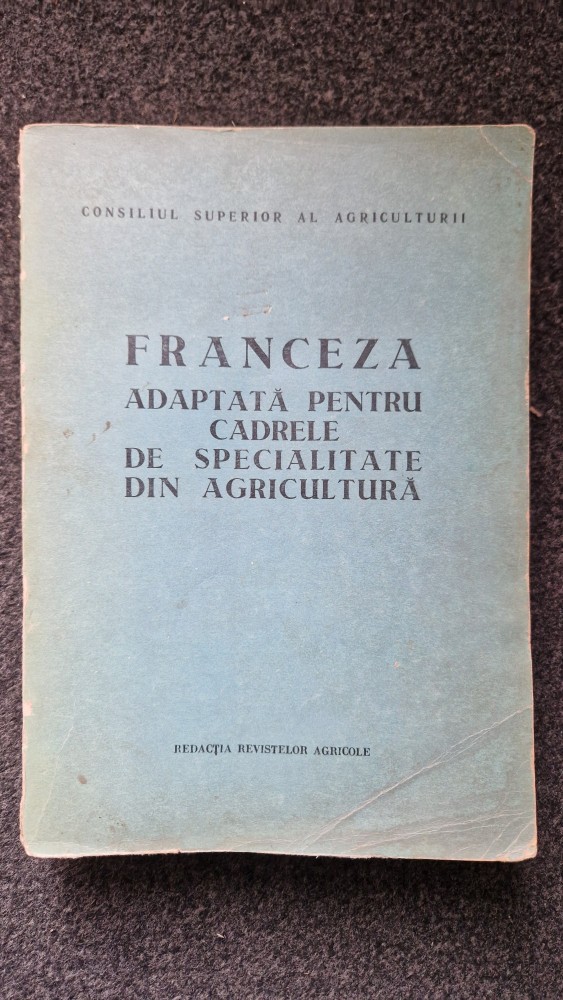 CONSILIUL SUPERIOR AL AGRICULTURII
FRANCEZA
ADAPTATĂ PENTRU
CADRELE
DE SPECIALITATE
DIN AGRICULTURĂ
REDACȚIA REVISTELOR AGRICOLE